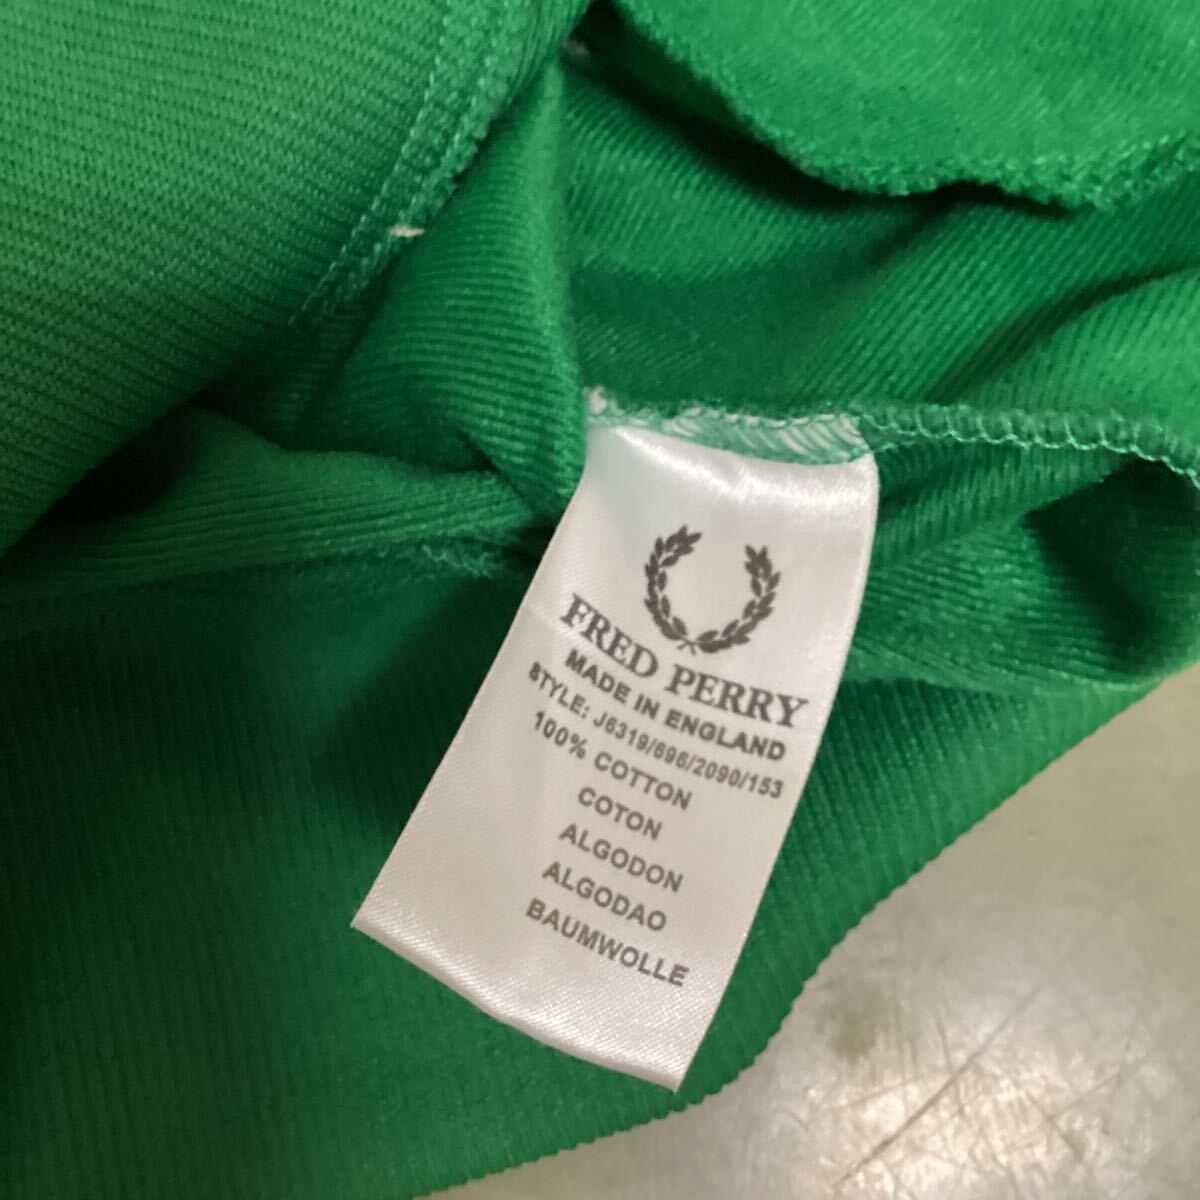 FRED PERRY
MADE IN ENGLAND
STYLE: J6319/696/2090/153
100% COTTON
COTON
ALGODON
ALGODAO
BAUMWOLLE